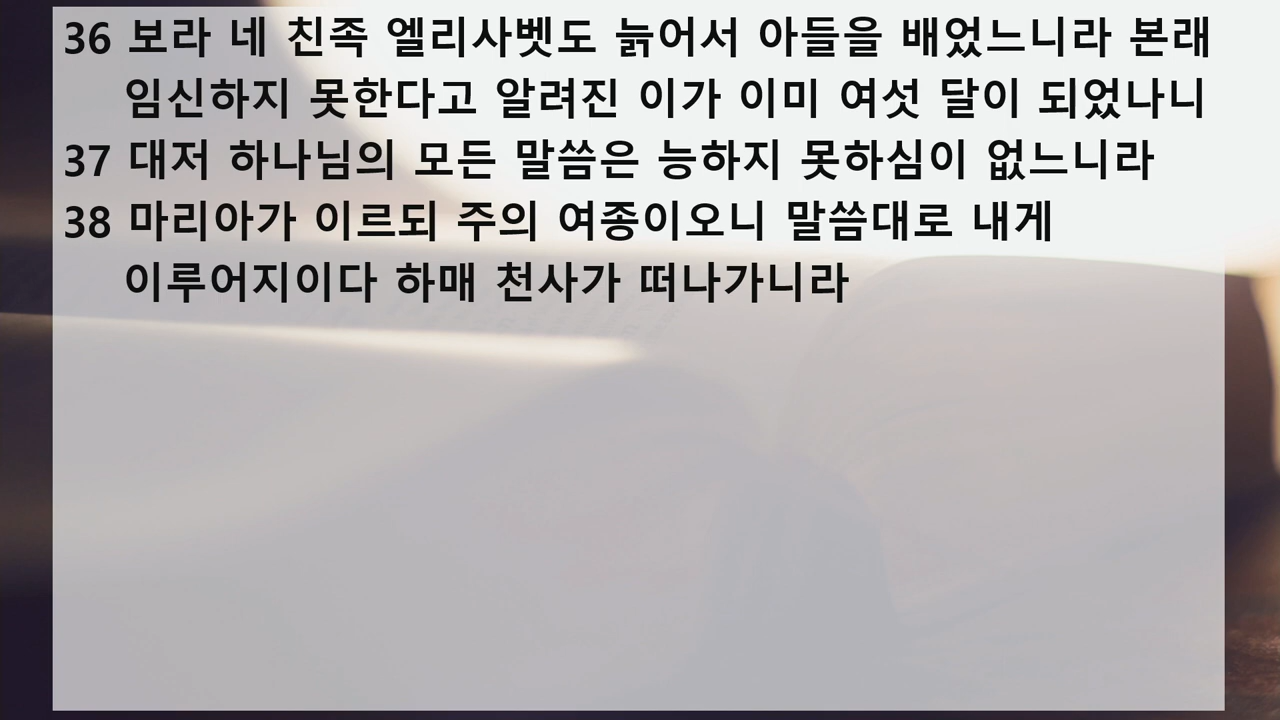 36 보라 네 친족 엘리사벳도 늙어서 아들을 배었느니라 본래
임신하지 못한다고 알려진 이가 이미 여섯 달이 되었나니
37 대저 하나님의 모든 말씀은 능하지 못하심이 없느니라
38 마리아가 이르되 주의 여종이오니 말씀대로 내게
이루어지이다 하매 천사가 떠나가니라